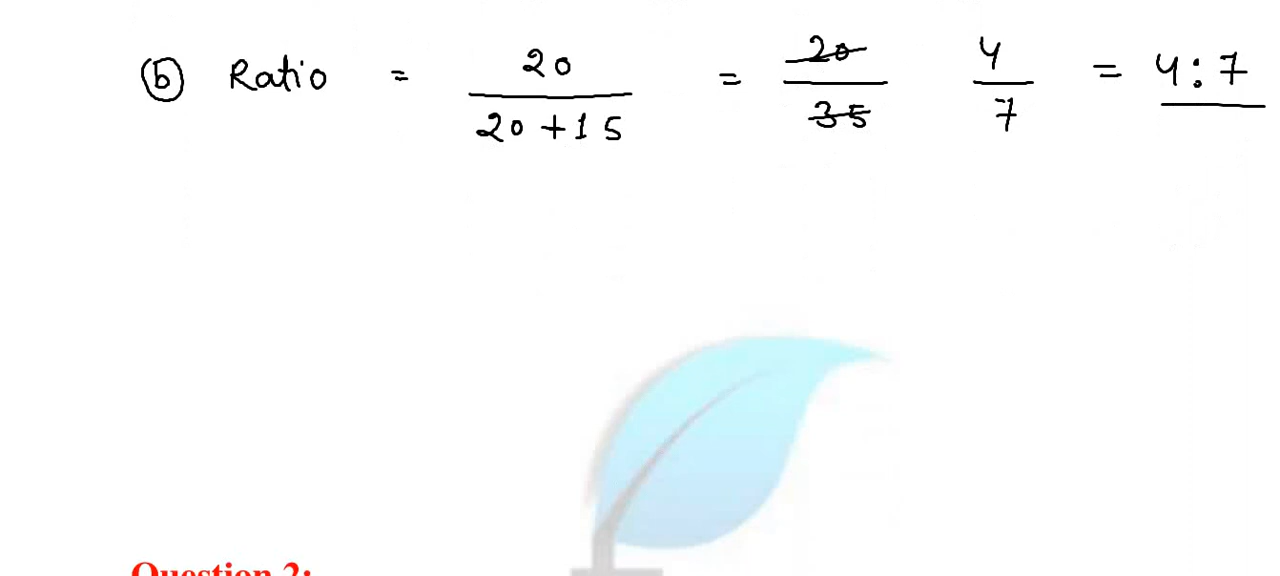 (b) Ratio = 20/(20+15) = 20/35 4/7 = 4:7
Question 2: